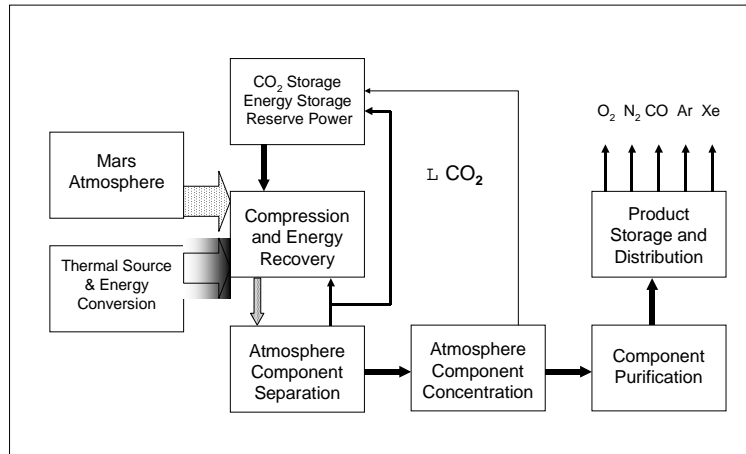 CO₂ Storage
Energy Storage
Reserve Power
O₂ N₂ CO Ar Xe
Mars
Atmosphere
L CO₂
Compression
and Energy
Recovery
Product
Storage and
Distribution
Thermal Source
& Energy
Conversion
Atmosphere
Component
Separation
Atmosphere
Component
Concentration
Component
Purification